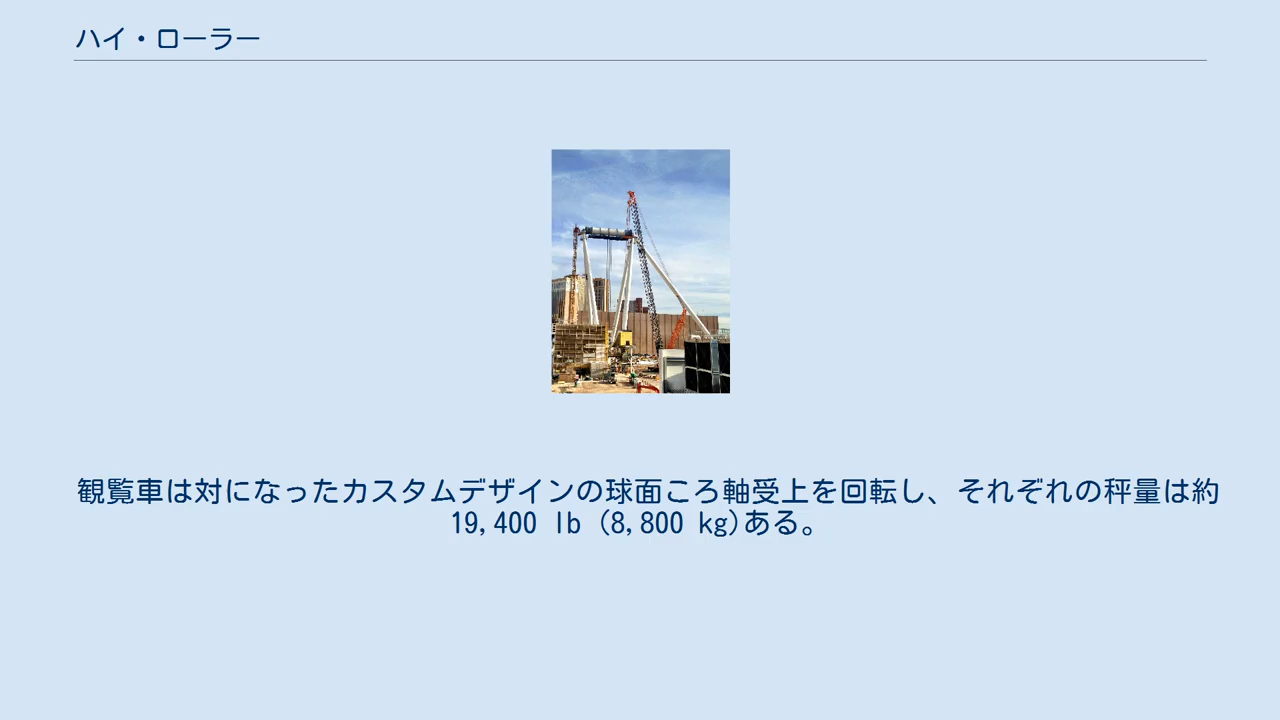 ハイ・ローラー
観覧車は対になったカスタムデザインの球面ころ軸受上を回転し、それぞれの秤量は約
19,400 lb (8,800 kg)ある。